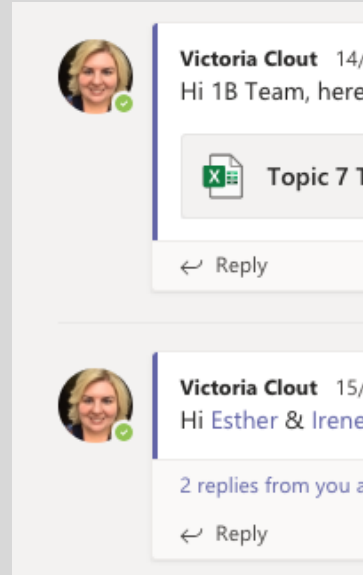 Victoria Clout 14/
Hi 1B Team, here
Topic 7
Reply
Victoria Clout 15/
Hi Esther & Irene
2 replies from you
Reply